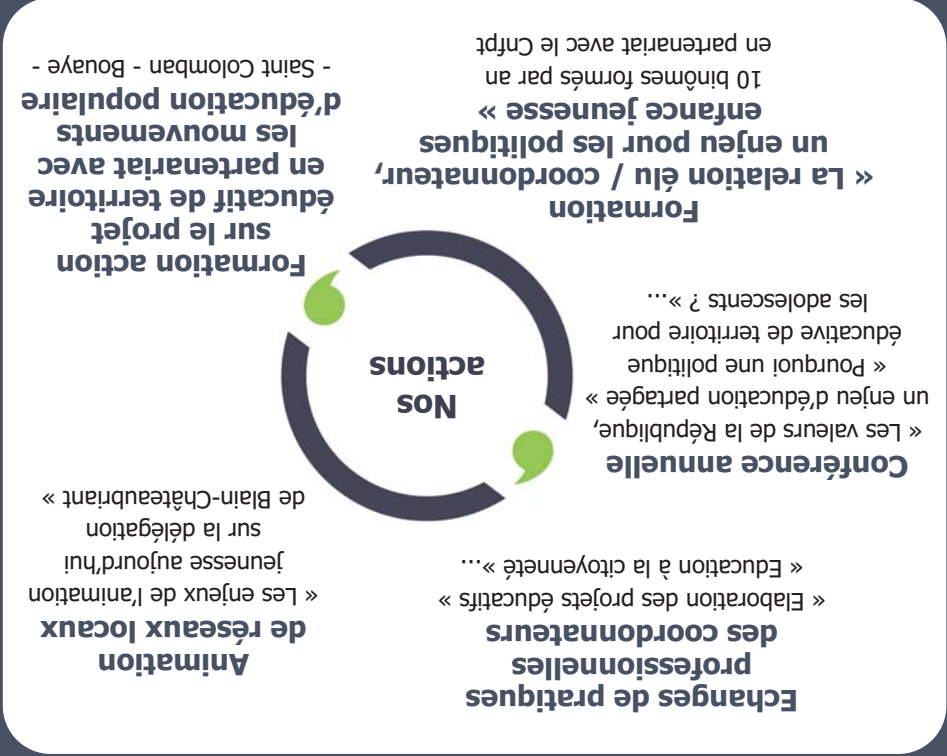 Echanges de pratiques
professionnelles
des coordonnateurs
« Elaboration des projets éducatifs »
« Education à la citoyenneté »...
Animation
de réseaux locaux
« Les enjeux de l'animation
jeunesse aujourd'hui
sur la délégation
de Blain-Châteaubriant »
Conférence annuelle
« Les valeurs de la République,
un enjeu d'éducation partagée »
« Pourquoi une politique
éducative de territoire pour
les adolescents ? »...
Nos
actions
Formation
« La relation élu / coordonnateur,
un enjeu pour les politiques
enfance jeunesse »
10 binômes formés par an
en partenariat avec le Cnfpt
Formation action
sur le projet
éducatif de territoire
en partenariat avec
les mouvements
d'éducation populaire
- Saint Colomban - Bouaye -